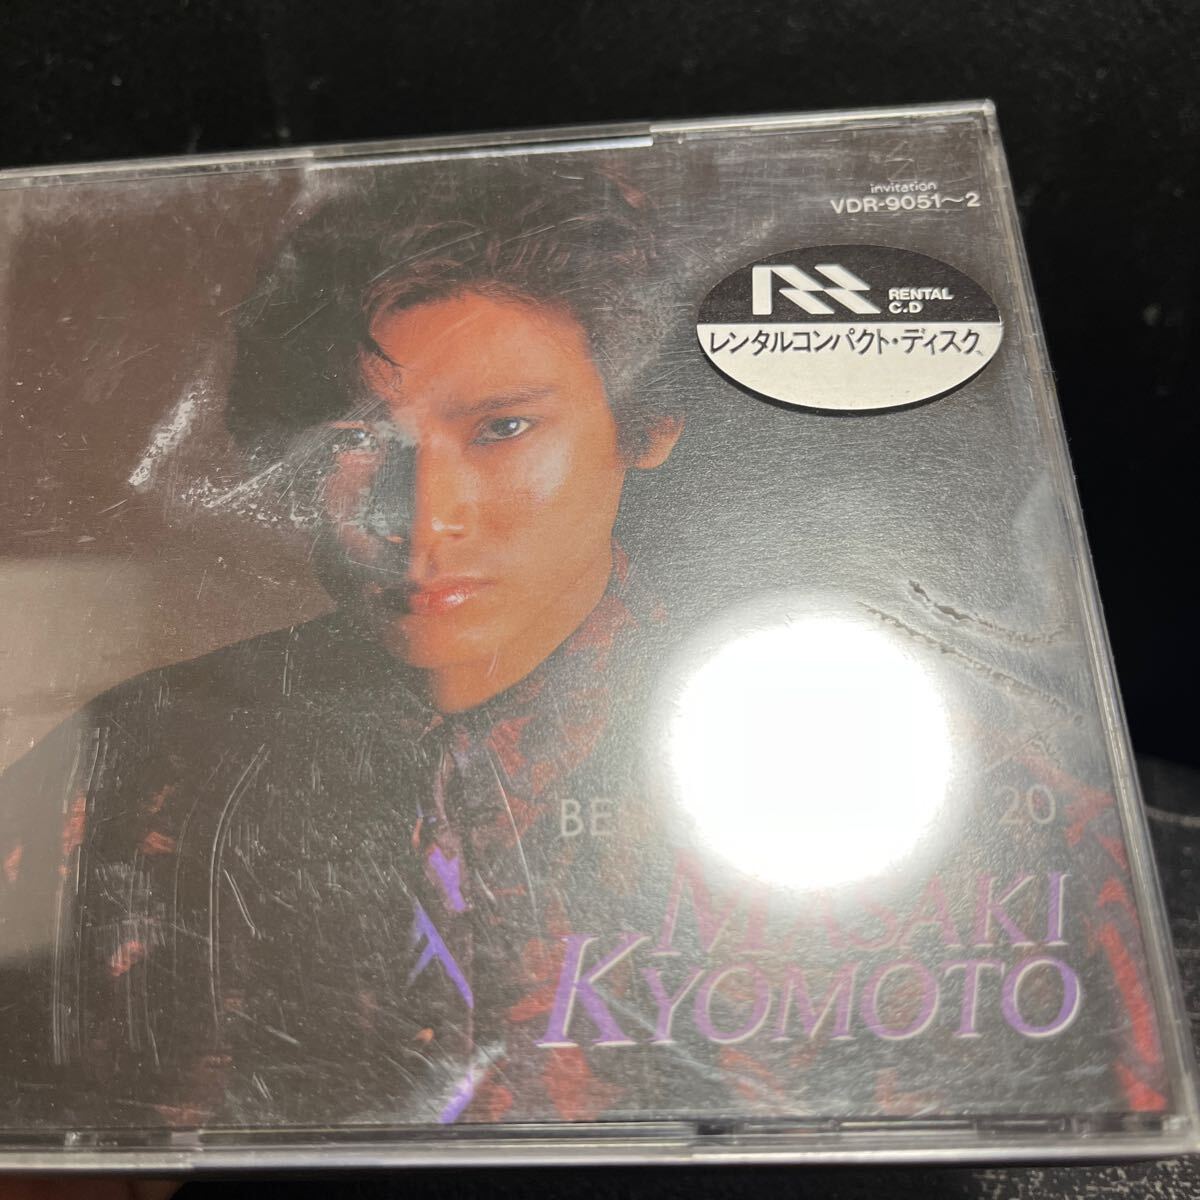 invitation
VDR-9051〜2
RENTAL
C.D
レンタルコンパクト・ディスク
20
MASAKI
KYOMOTO